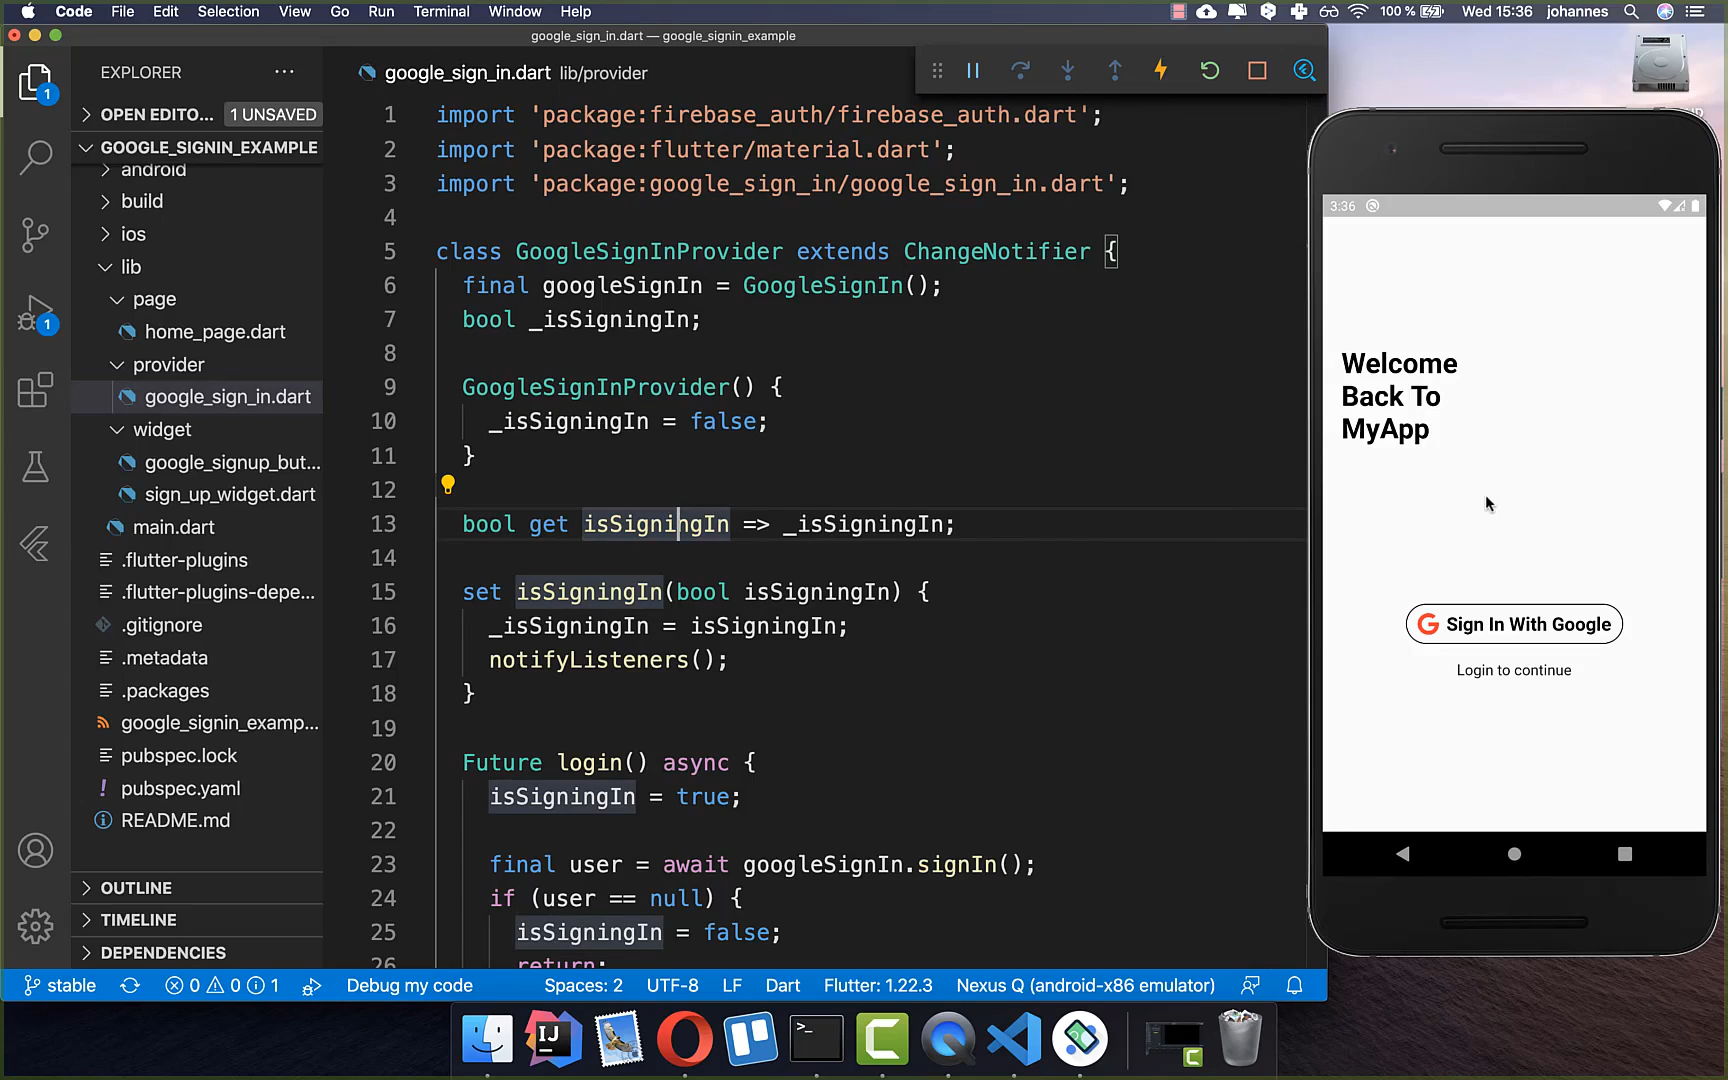 Code File Edit Selection View Go Run Terminal Window Help 100 % Wed 15:36 johannes
google_sign_in.dart — google_signin_example
EXPLORER
OPEN EDITO... 1 UNSAVED
GOOGLE_SIGNIN_EXAMPLE
android
build
ios
lib
page
home_page.dart
provider
google_sign_in.dart
widget
google_signup_but...
sign_up_widget.dart
main.dart
.flutter-plugins
.flutter-plugins-depe...
.gitignore
.metadata
.packages
google_signin_examp...
pubspec.lock
pubspec.yaml
README.md
OUTLINE
TIMELINE
DEPENDENCIES
1
1
google_sign_in.dart lib/provider
1 import 'package:firebase_auth/firebase_auth.dart';
2 import 'package:flutter/material.dart';
3 import 'package:google_sign_in/google_sign_in.dart';
4
5 class GoogleSignInProvider extends ChangeNotifier {
6 final googleSignIn = GoogleSignIn();
7 bool _isSigningIn;
8
9 GoogleSignInProvider() {
10 _isSigningIn = false;
11 }
12
13 bool get isSigningIn => _isSigningIn;
14
15 set isSigningIn(bool isSigningIn) {
16 _isSigningIn = isSigningIn;
17 notifyListeners();
18 }
19
20 Future login() async {
21 isSigningIn = true;
22
23 final user = await googleSignIn.signIn();
24 if (user == null) {
25 isSigningIn = false;
26 return;
3:36
Welcome
Back To
MyApp
G Sign In With Google
Login to continue
stable 0 0 1 Debug my code Spaces: 2 UTF-8 LF Dart Flutter: 1.22.3 Nexus Q (android-x86 emulator)
IJ
>_
C
C